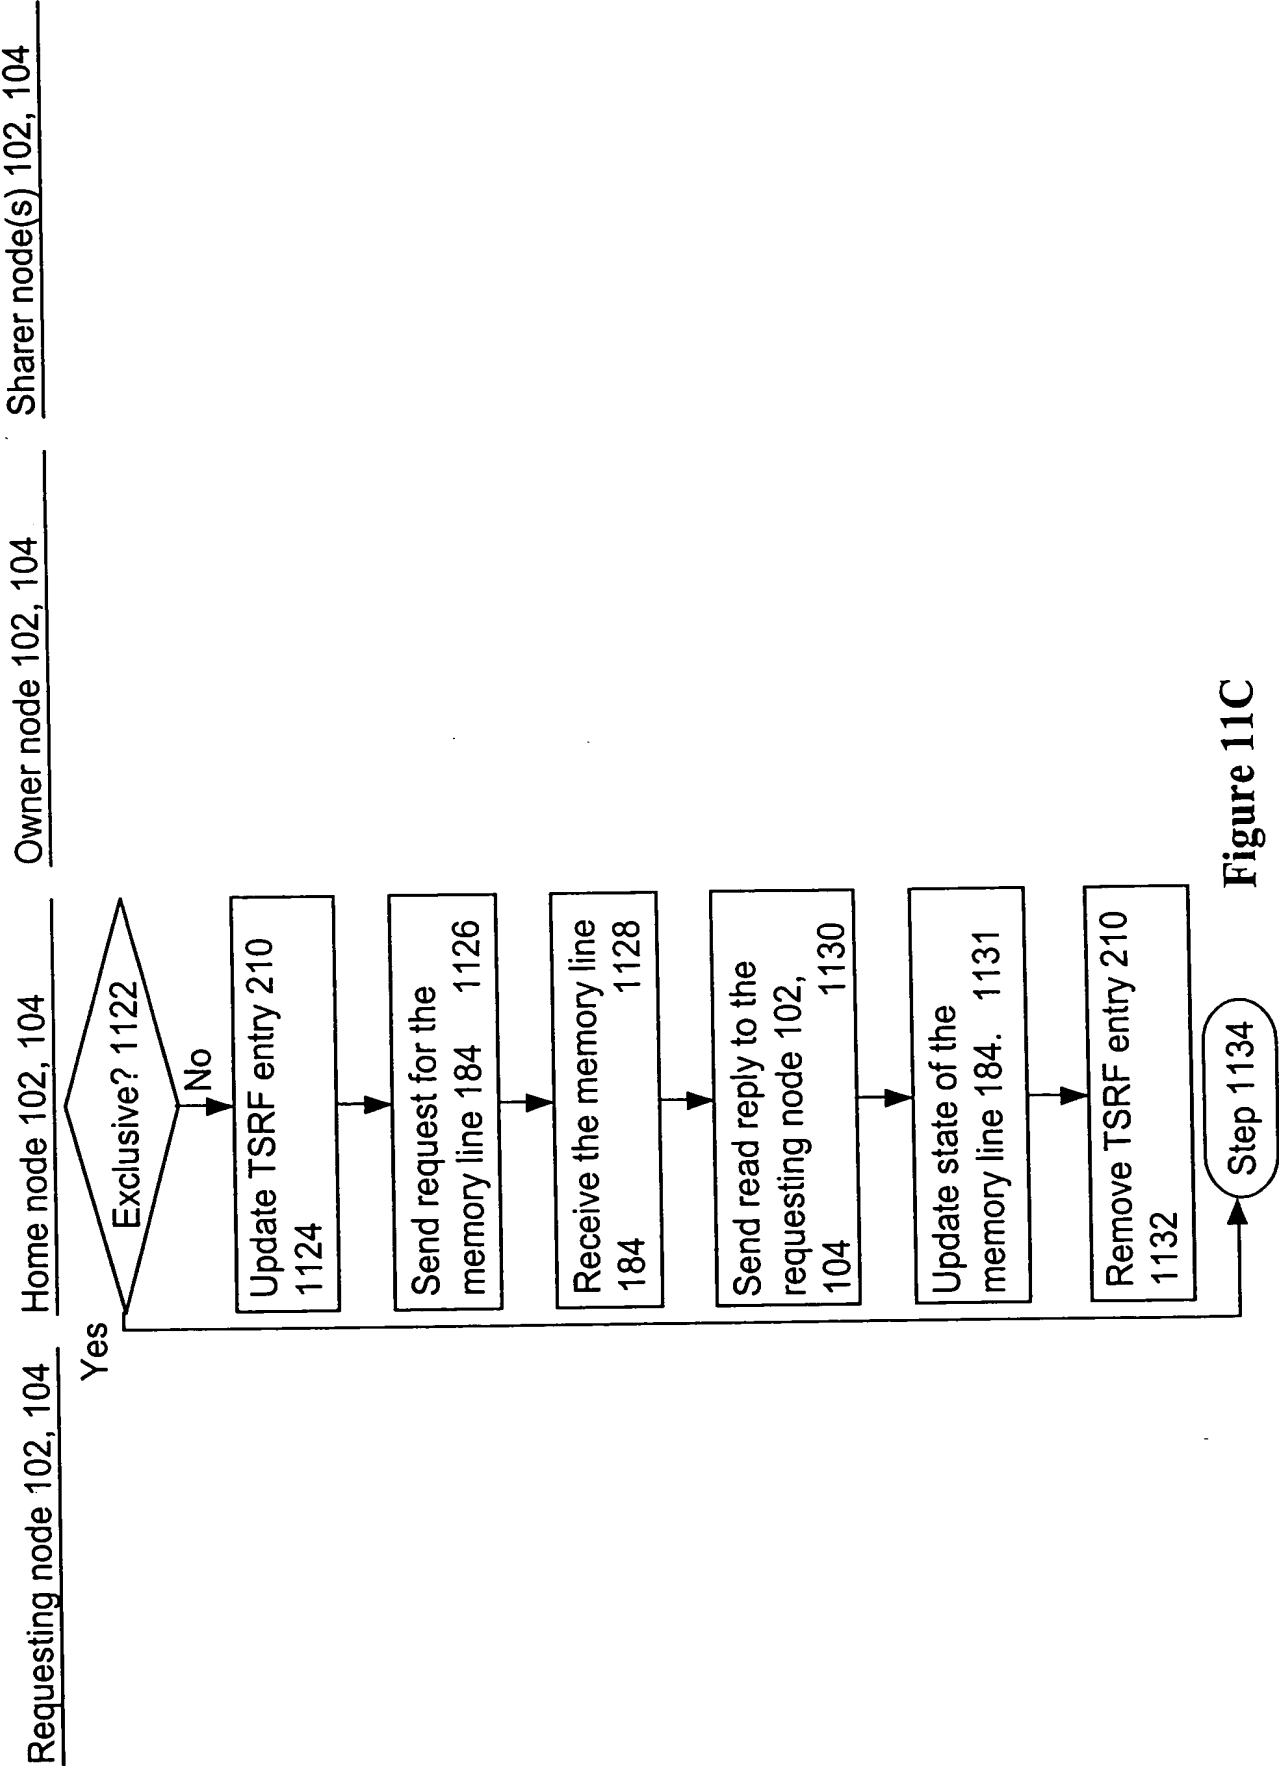 Requesting node 102, 104
Home node 102, 104
Owner node 102, 104
Sharer node(s) 102, 104
Yes
Exclusive? 1122
No
Update TSRF entry 210
1124
Send request for the
memory line 184 1126
Receive the memory line
184 1128
Send read reply to the
requesting node 102,
104 1130
Update state of the
memory line 184. 1131
Remove TSRF entry 210
1132
Step 1134
Figure 11C